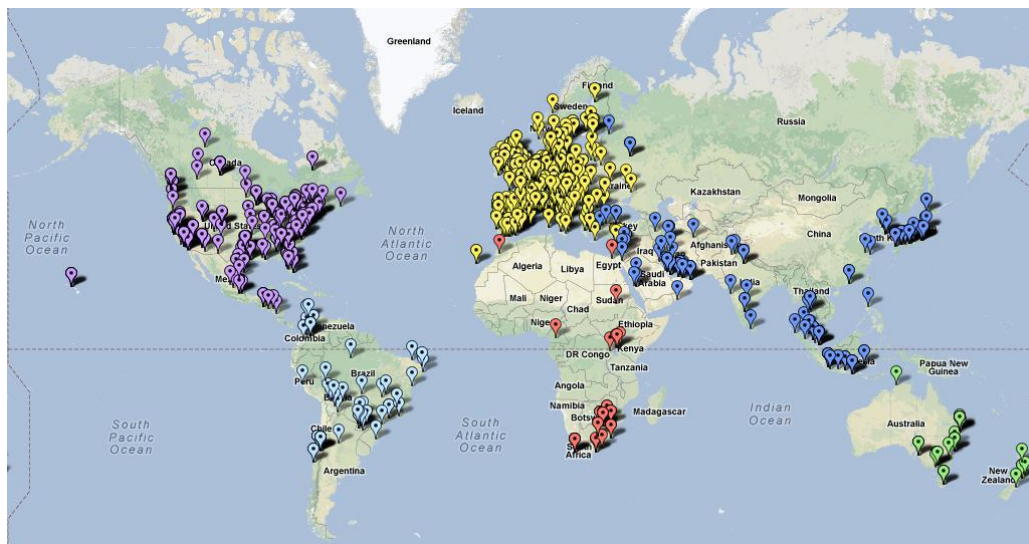 Greenland
Iceland
Finland
Sweden
Russia
Canada
Kazakhstan
Mongolia
North
Pacific
Ocean
North
Atlantic
Ocean
United States
China
Afghanistan
Iraq
Pakistan
Algeria
Libya
Egypt
Saudi
Arabia
Mali
Niger
Chad
Sudan
Thailand
Ethiopia
Venezuela
Colombia
Kenya
DR Congo
Tanzania
Papua New
Guinea
Peru
Brazil
Angola
Namibia
Madagascar
Indian
Ocean
South
Pacific
Ocean
South
Atlantic
Ocean
Chile
Australia
South
Africa
Argentina
New
Zealand